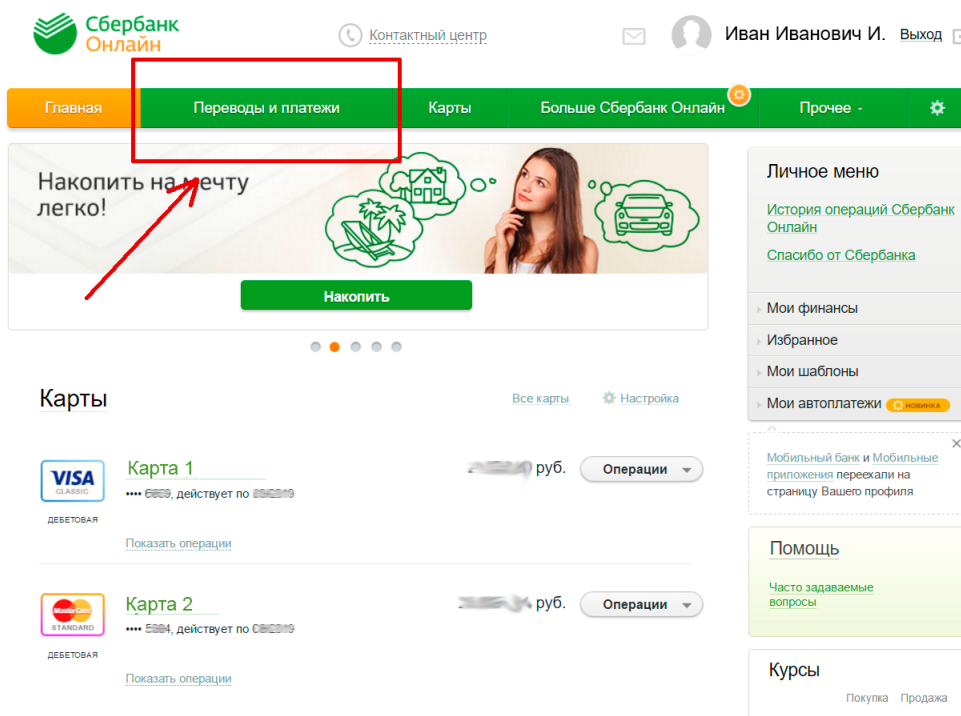 Сбербанк
Онлайн
Контактный центр
Иван Иванович И. Выход
Главная
Переводы и платежи
Карты
Больше Сбербанк Онлайн
Прочее
Накопить на мечту
легко!
Накопить
Личное меню
История операций Сбербанк
Онлайн
Спасибо от Сбербанка
Мои финансы
Избранное
Мои шаблоны
Мои автоплатежи НОВИНКА
Мобильный банк и Мобильные
приложения переехали на
страницу Вашего профиля
Помощь
Часто задаваемые
вопросы
Курсы
Покупка Продажа
Карты
Все карты
Настройка
VISA
CLASSIC
ДЕБЕТОВАЯ
Карта 1
руб.
Операции
••••, действует по
Показать операции
MasterCard
STANDARD
ДЕБЕТОВАЯ
Карта 2
руб.
Операции
••••, действует по
Показать операции